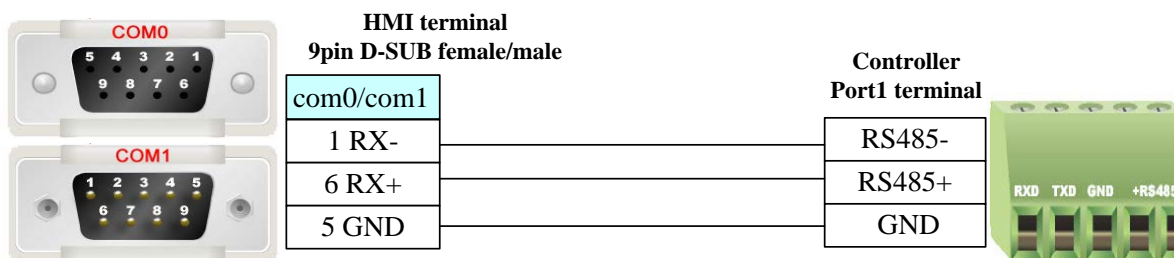 COM0
5 4 3 2 1
9 8 7 6
COM1
1 2 3 4 5
6 7 8 9
HMI terminal
9pin D-SUB female/male
com0/com1
1 RX-
6 RX+
5 GND
Controller
Port1 terminal
RS485-
RS485+
GND
RXD TXD GND +RS485